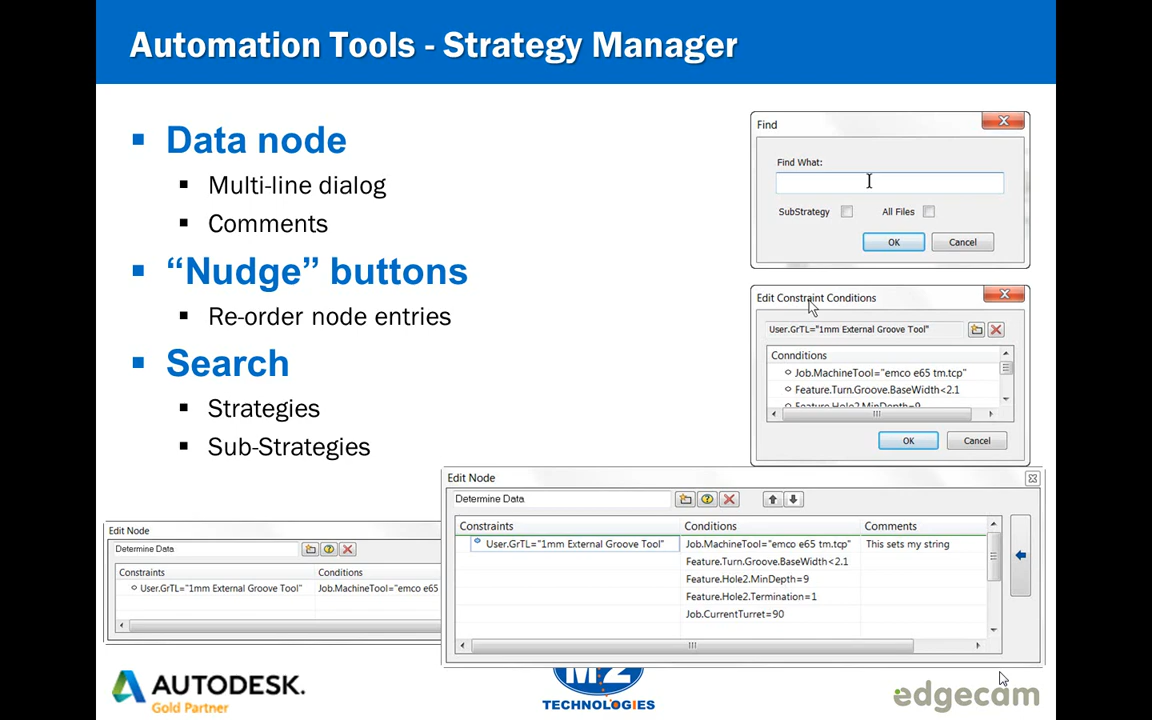 Automation Tools - Strategy Manager
Data node
Multi-line dialog
Comments
“Nudge” buttons
Re-order node entries
Search
Strategies
Sub-Strategies
Find
Find What:
SubStrategy
All Files
OK
Cancel
Edit Constraint Conditions
User.GrTL="1mm External Groove Tool"
Connditions
Job.MachineTool="emco e65 tm.tcp"
Feature.Turn.Groove.BaseWidth<2.1
Feature.Hole2.MinDepth=9
OK
Cancel
Edit Node
Determine Data
Constraints
Conditions
User.GrTL="1mm External Groove Tool"
Job.MachineTool="emco e65
Edit Node
Determine Data
Constraints
Conditions
Comments
User.GrTL="1mm External Groove Tool"
Job.MachineTool="emco e65 tm.tcp"
This sets my string
Feature.Turn.Groove.BaseWidth<2.1
Feature.Hole2.MinDepth=9
Feature.Hole2.Termination=1
Job.CurrentTurret=90
AUTODESK.
Gold Partner
M2
TECHNOLOGIES
edgecam